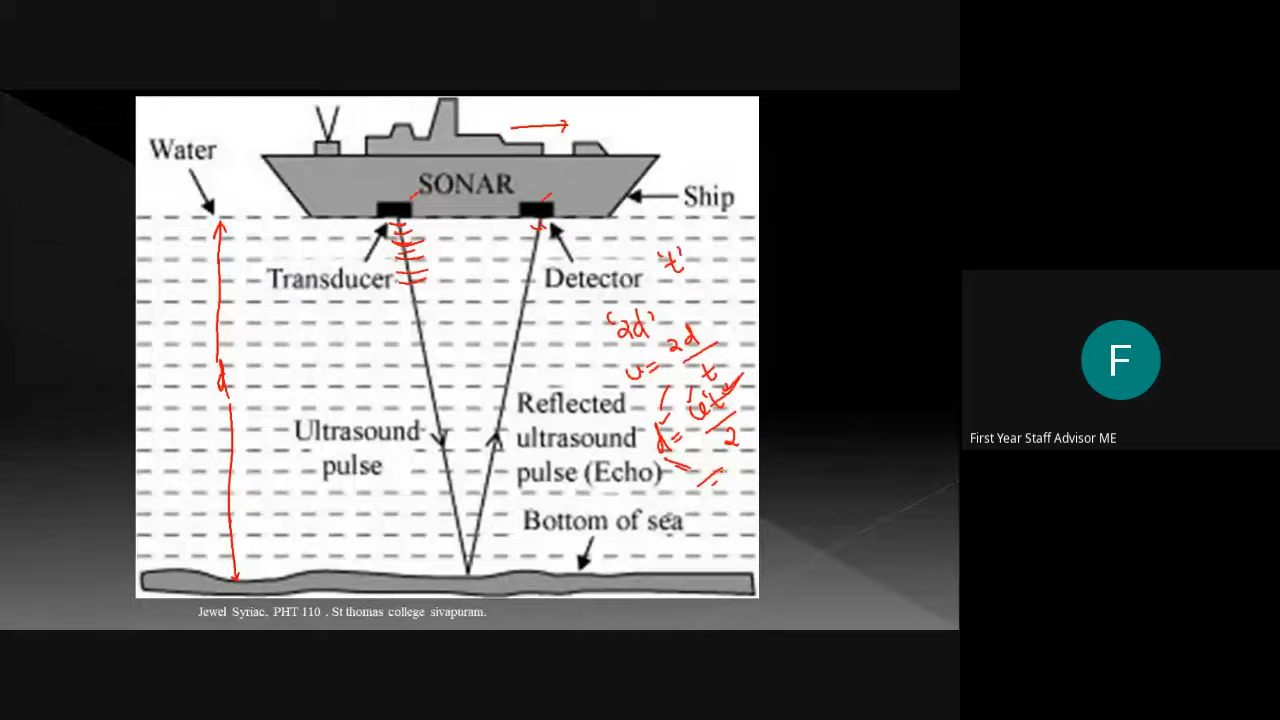 Water
SONAR
Ship
Transducer
Detector
't'
'2d'
v = 2d/t
d
Reflected
ultrasound
pulse (Echo)
d =
2
Ultrasound
pulse
Bottom of sea
Jewel Syriac, PHT 110 , St thomas college sivapuram.
F
First Year Staff Advisor ME